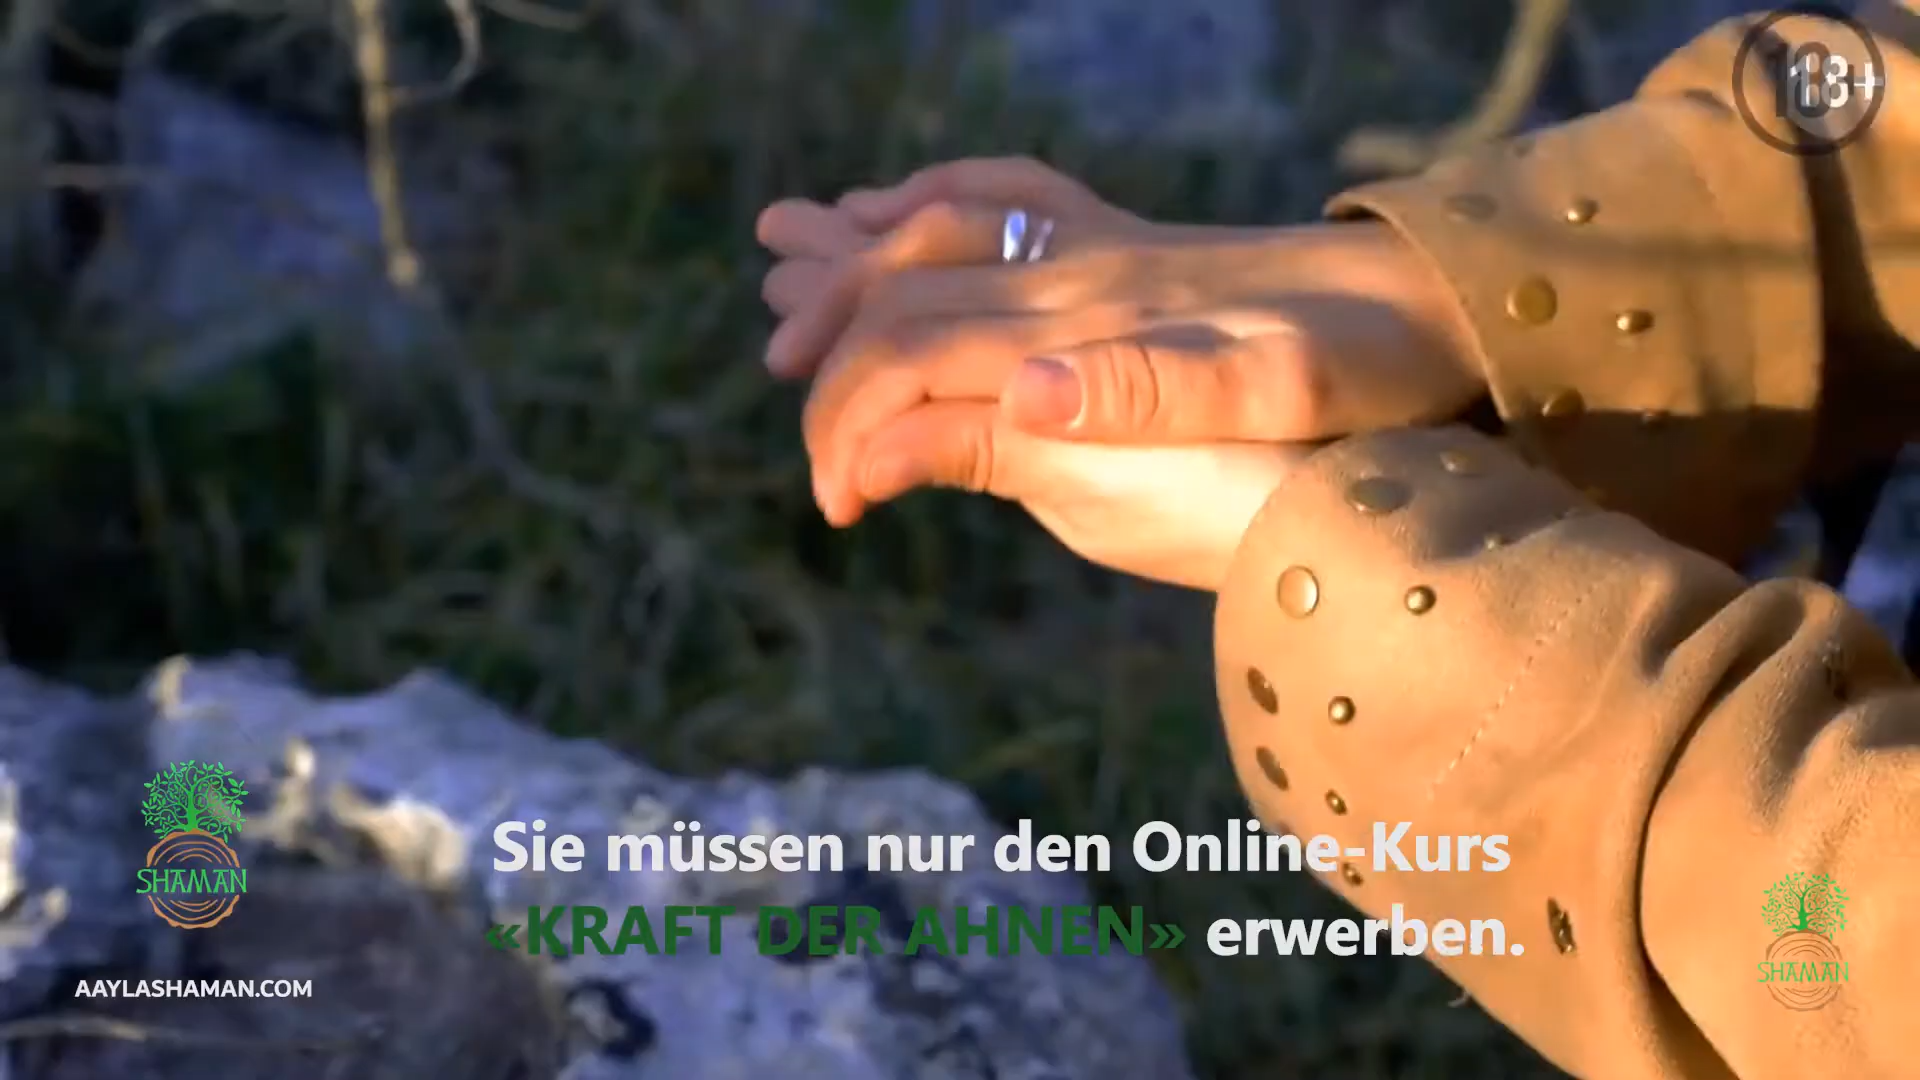 18+
Sie müssen nur den Online-Kurs
«KRAFT DER AHNEN» erwerben.
SHAMAN
AAYLASHAMAN.COM
SHAMAN